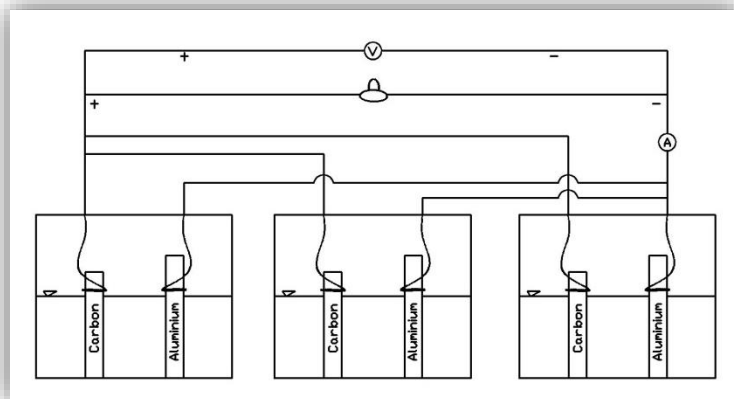 V
+ −
+ −
A
Carbon
Aluminium
Carbon
Aluminium
Carbon
Aluminium